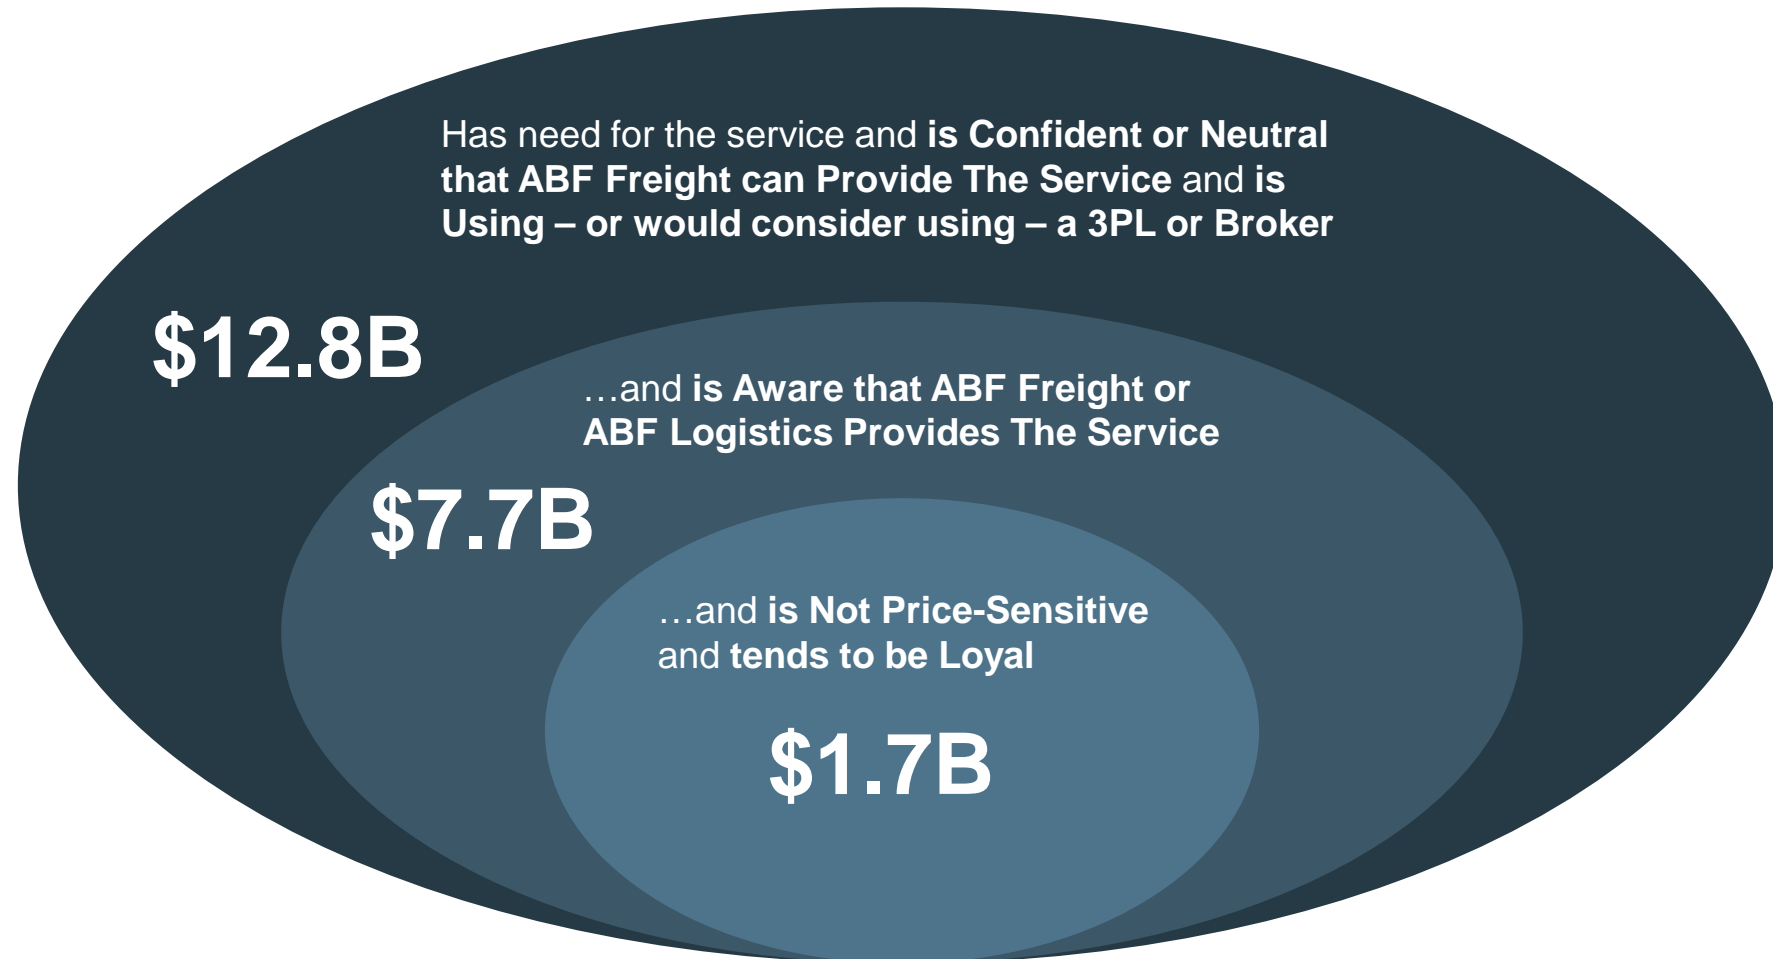 Has need for the service and is Confident or Neutral
that ABF Freight can Provide The Service and is
Using – or would consider using – a 3PL or Broker
$12.8B
…and is Aware that ABF Freight or
ABF Logistics Provides The Service
$7.7B
…and is Not Price-Sensitive
and tends to be Loyal
$1.7B